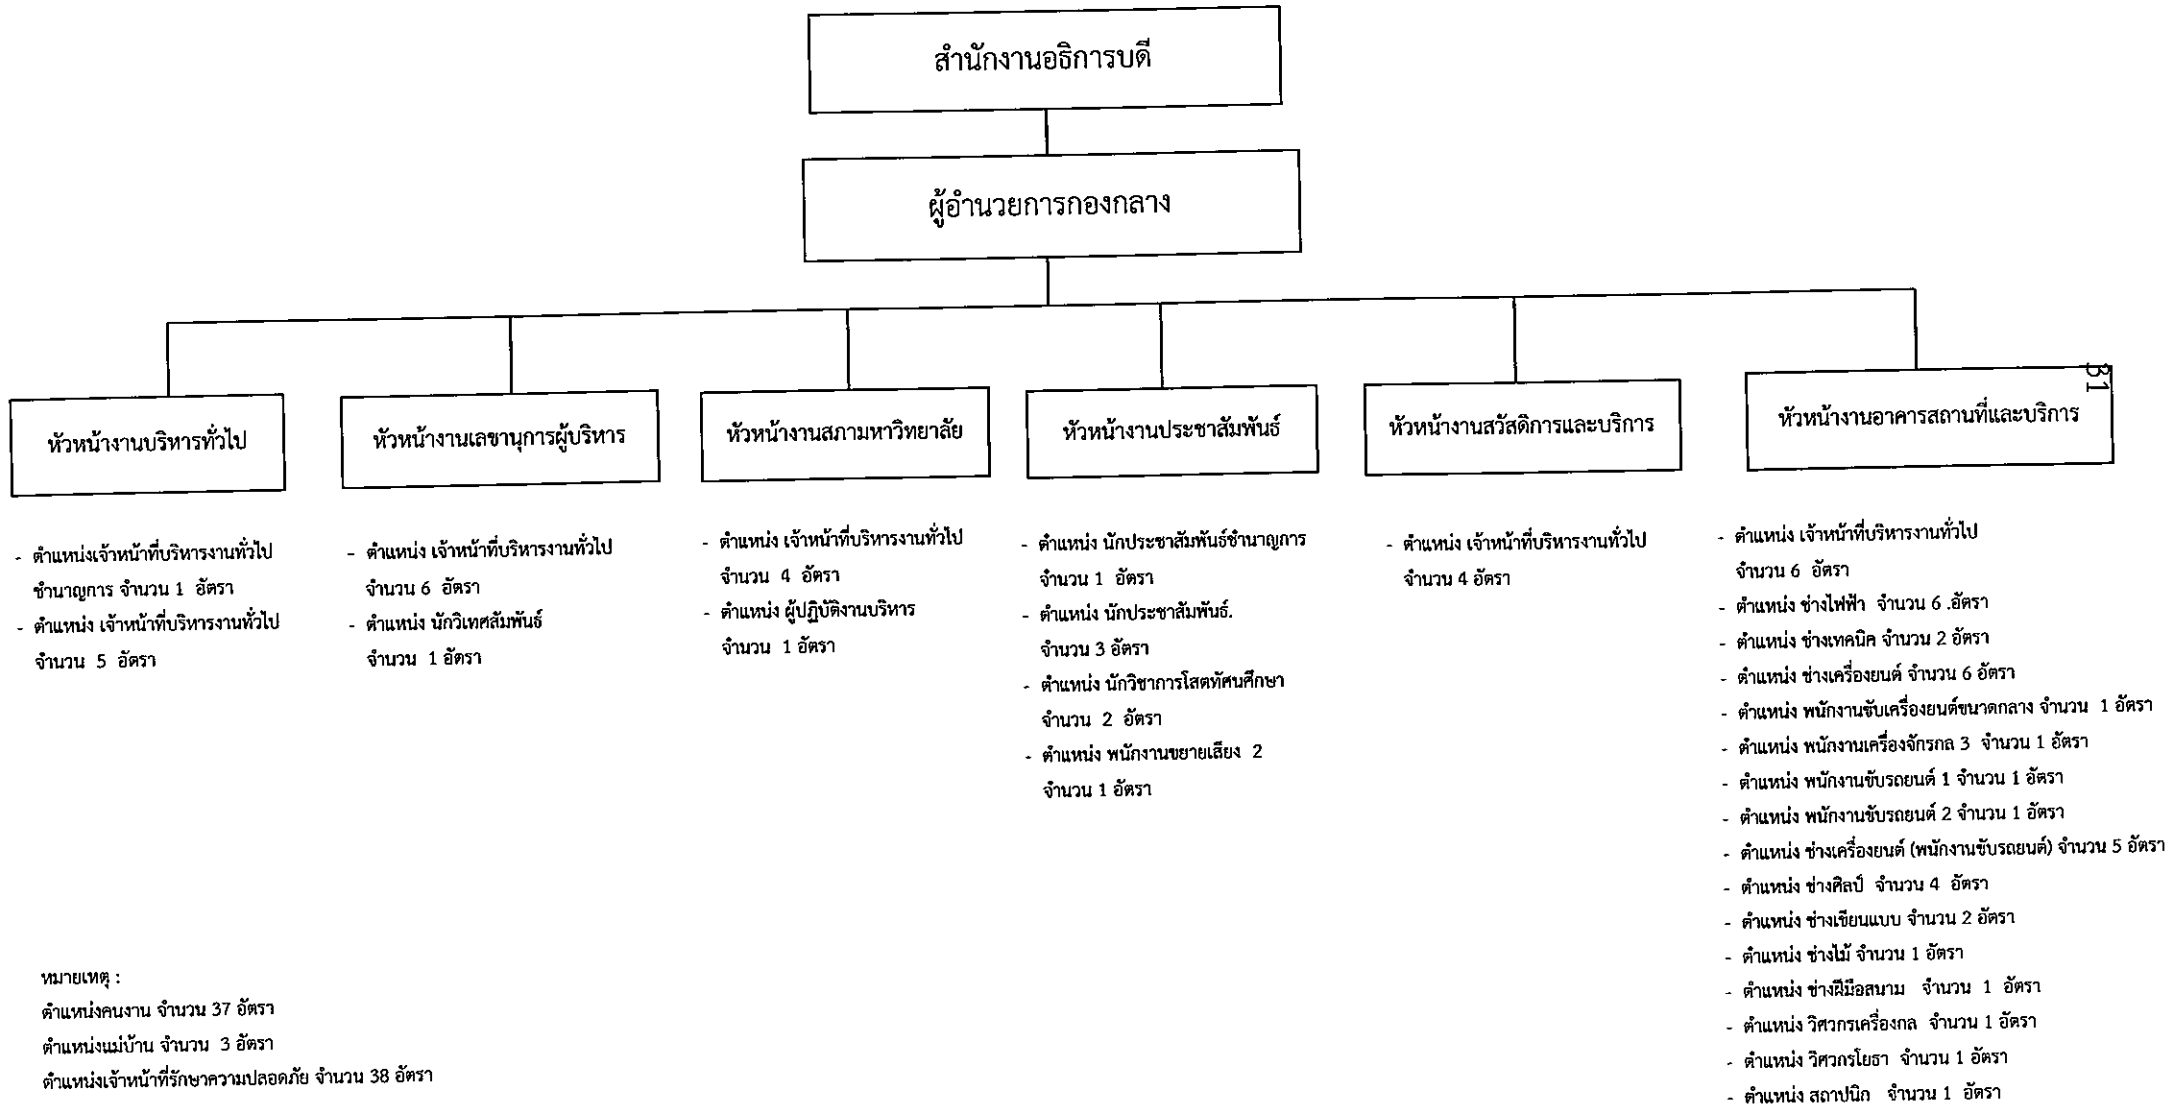 สำนักงานอธิการบดี
ผู้อำนวยการกองกลาง
31
หัวหน้างานบริหารทั่วไป
- ตำแหน่งเจ้าหน้าที่บริหารงานทั่วไป
ชำนาญการ จำนวน 1 อัตรา
- ตำแหน่ง เจ้าหน้าที่บริหารงานทั่วไป
จำนวน 5 อัตรา
หัวหน้างานเลขานุการผู้บริหาร
- ตำแหน่ง เจ้าหน้าที่บริหารงานทั่วไป
จำนวน 6 อัตรา
- ตำแหน่ง นักวิเทศสัมพันธ์
จำนวน 1 อัตรา
หัวหน้างานสภามหาวิทยาลัย
- ตำแหน่ง เจ้าหน้าที่บริหารงานทั่วไป
จำนวน 4 อัตรา
- ตำแหน่ง ผู้ปฏิบัติงานบริหาร
จำนวน 1 อัตรา
หัวหน้างานประชาสัมพันธ์
- ตำแหน่ง นักประชาสัมพันธ์ชำนาญการ
จำนวน 1 อัตรา
- ตำแหน่ง นักประชาสัมพันธ์.
จำนวน 3 อัตรา
- ตำแหน่ง นักวิชาการโสตทัศนศึกษา
จำนวน 2 อัตรา
- ตำแหน่ง พนักงานขยายเสียง 2
จำนวน 1 อัตรา
หัวหน้างานสวัสดิการและบริการ
- ตำแหน่ง เจ้าหน้าที่บริหารงานทั่วไป
จำนวน 4 อัตรา
หัวหน้างานอาคารสถานที่และบริการ
- ตำแหน่ง เจ้าหน้าที่บริหารงานทั่วไป
จำนวน 6 อัตรา
- ตำแหน่ง ช่างไฟฟ้า จำนวน 6 .อัตรา
- ตำแหน่ง ช่างเทคนิค จำนวน 2 อัตรา
- ตำแหน่ง ช่างเครื่องยนต์ จำนวน 6 อัตรา
- ตำแหน่ง พนักงานขับเครื่องยนต์ขนาดกลาง จำนวน 1 อัตรา
- ตำแหน่ง พนักงานเครื่องจักรกล 3 จำนวน 1 อัตรา
- ตำแหน่ง พนักงานขับรถยนต์ 1 จำนวน 1 อัตรา
- ตำแหน่ง พนักงานขับรถยนต์ 2 จำนวน 1 อัตรา
- ตำแหน่ง ช่างเครื่องยนต์ (พนักงานขับรถยนต์) จำนวน 5 อัตรา
- ตำแหน่ง ช่างศิลป์ จำนวน 4 อัตรา
- ตำแหน่ง ช่างเขียนแบบ จำนวน 2 อัตรา
- ตำแหน่ง ช่างไม้ จำนวน 1 อัตรา
- ตำแหน่ง ช่างฝีมือสนาม จำนวน 1 อัตรา
- ตำแหน่ง วิศวกรเครื่องกล จำนวน 1 อัตรา
- ตำแหน่ง วิศวกรโยธา จำนวน 1 อัตรา
- ตำแหน่ง สถาปนิก จำนวน 1 อัตรา
หมายเหตุ :
ตำแหน่งคนงาน จำนวน 37 อัตรา
ตำแหน่งแม่บ้าน จำนวน 3 อัตรา
ตำแหน่งเจ้าหน้าที่รักษาความปลอดภัย จำนวน 38 อัตรา